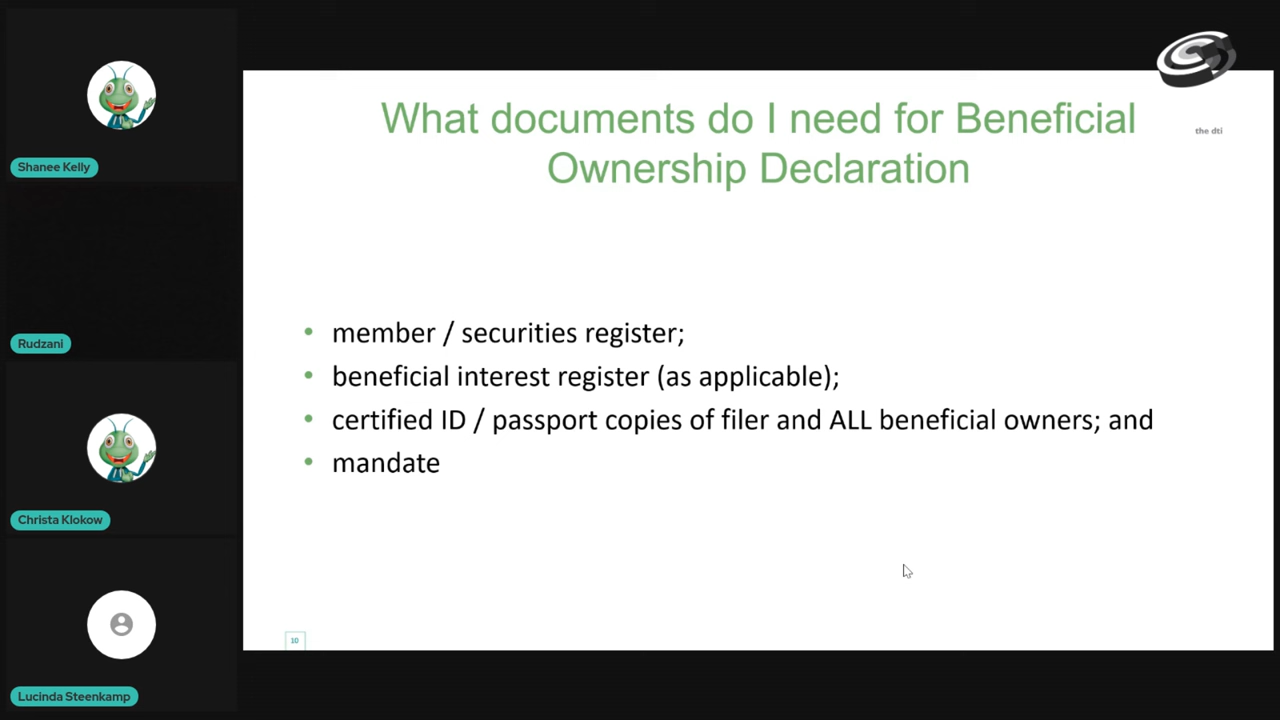 Shanee Kelly
Rudzani
Christa Klokow
Lucinda Steenkamp
the dti
What documents do I need for Beneficial
Ownership Declaration
• member / securities register;
• beneficial interest register (as applicable);
• certified ID / passport copies of filer and ALL beneficial owners; and
• mandate
10